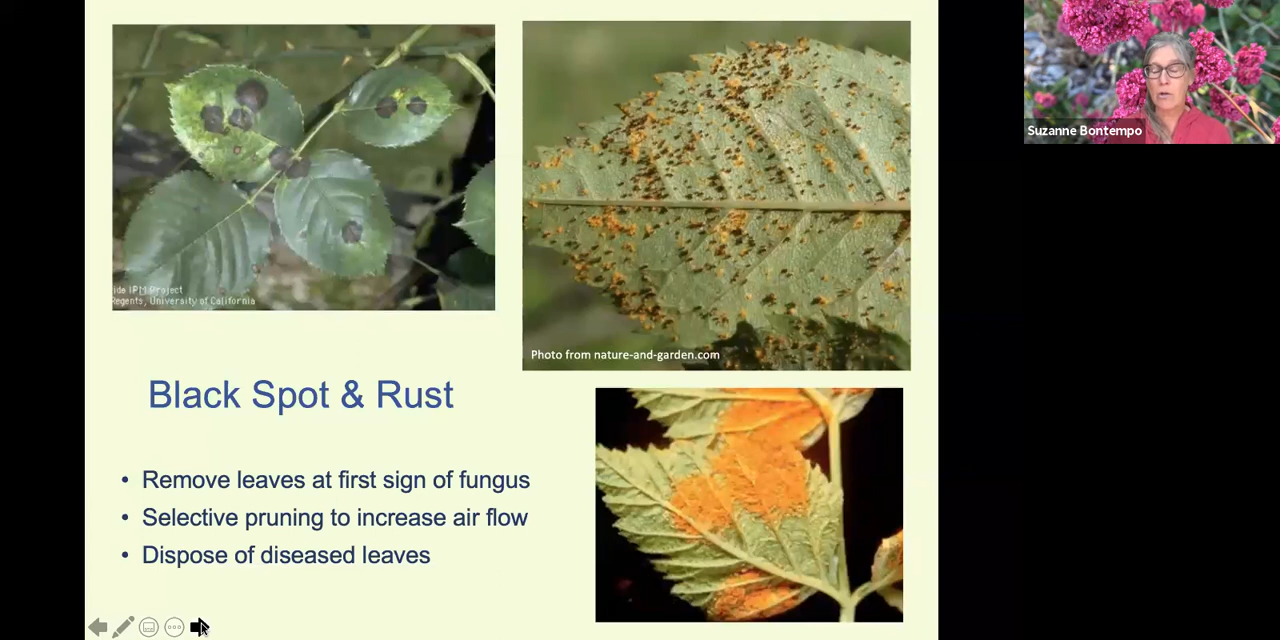 ide IPM Project
Regents, University of California
Photo from nature-and-garden.com
Black Spot & Rust
• Remove leaves at first sign of fungus
• Selective pruning to increase air flow
• Dispose of diseased leaves
Suzanne Bontempo